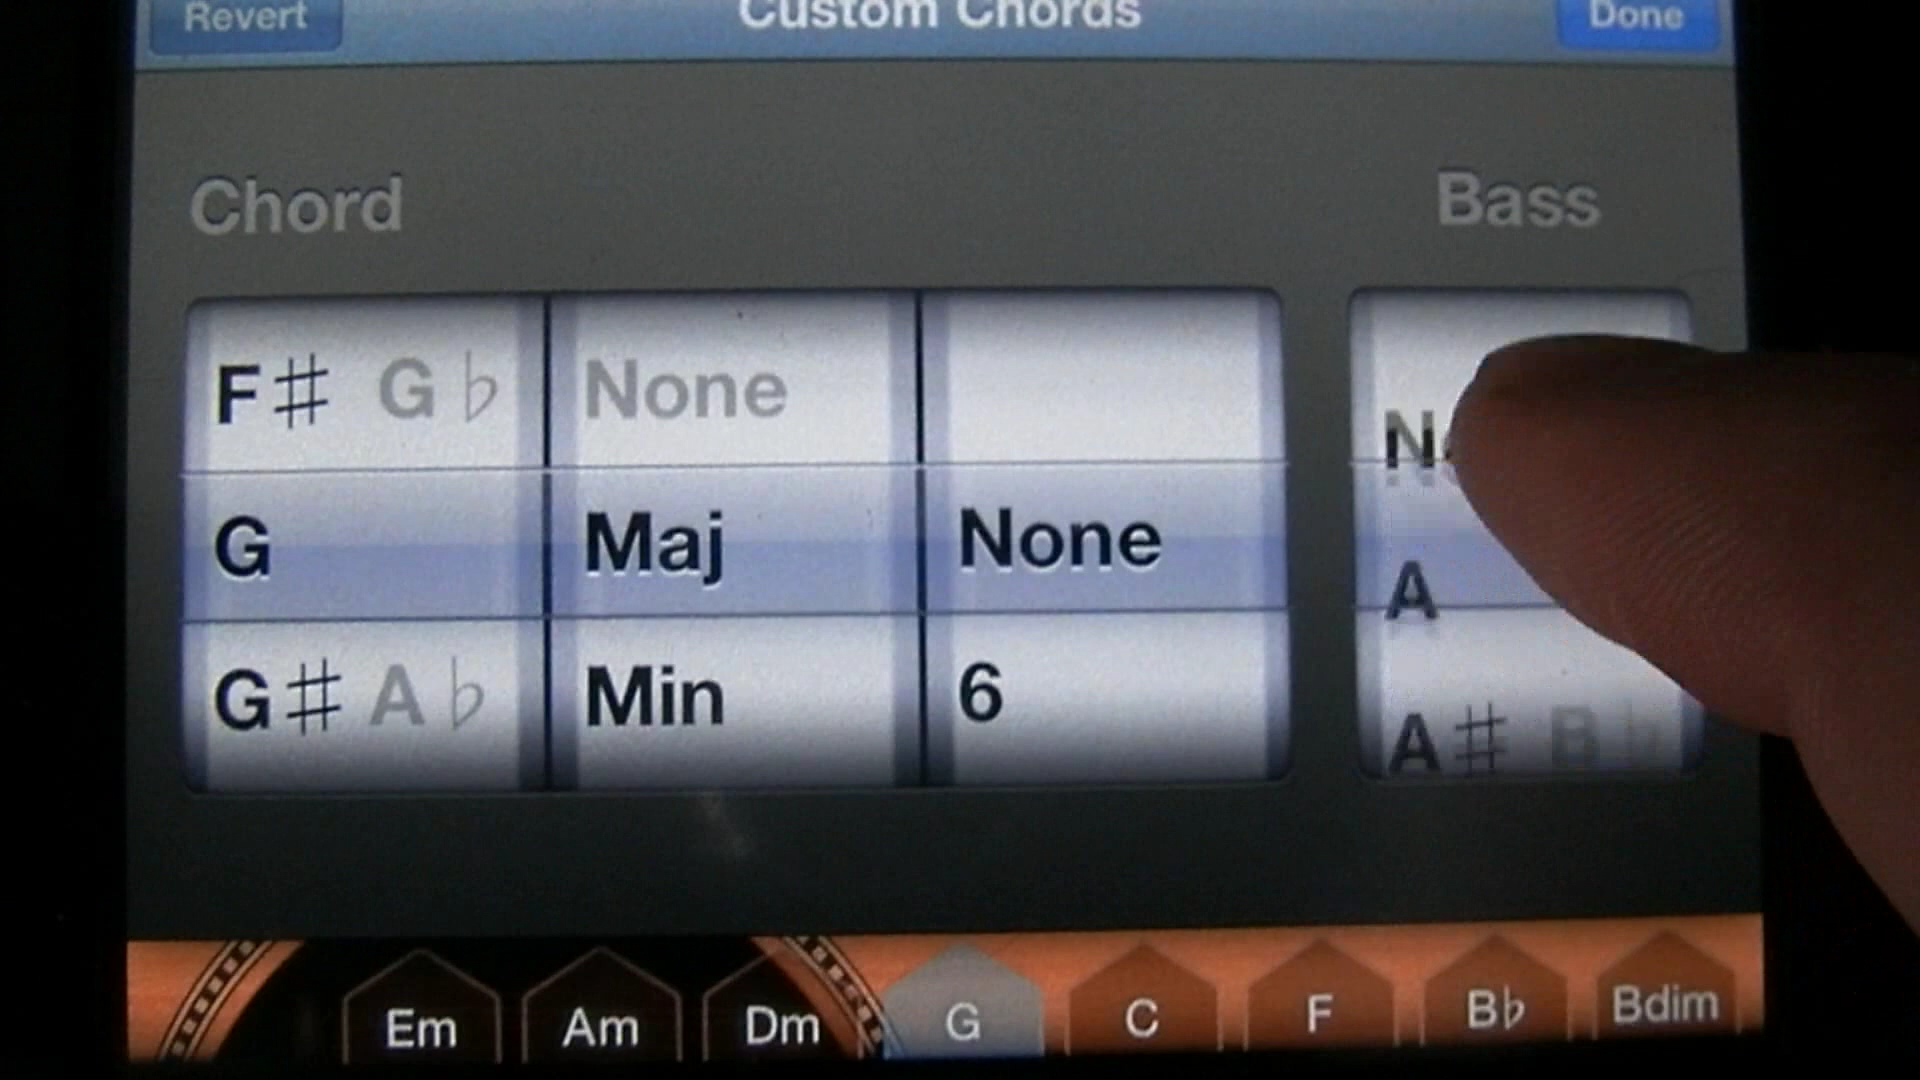 Revert Custom Chords Done
Chord Bass
F♯ G♭ None
G Maj None A
G♯ A♭ Min 6 A♯ B♭
Em Am Dm G C F B♭ Bdim